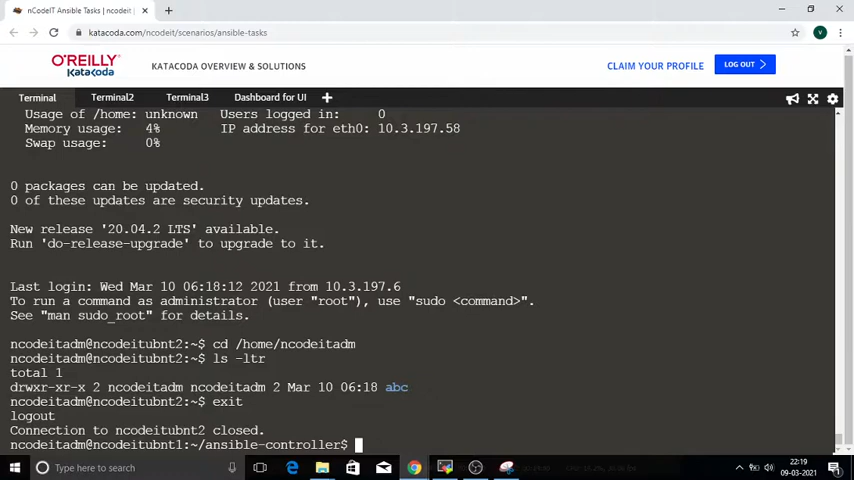 nCodeIT Ansible Tasks | ncodeit |
katacoda.com/ncodeit/scenarios/ansible-tasks
V
O'REILLY
Katacoda
KATACODA OVERVIEW & SOLUTIONS
CLAIM YOUR PROFILE
LOG OUT
Terminal
Terminal2
Terminal3
Dashboard for UI
Usage of /home: unknown   Users logged in:       0
Memory usage:   4%        IP address for eth0: 10.3.197.58
Swap usage:     0%
0 packages can be updated.
0 of these updates are security updates.
New release '20.04.2 LTS' available.
Run 'do-release-upgrade' to upgrade to it.
Last login: Wed Mar 10 06:18:12 2021 from 10.3.197.6
To run a command as administrator (user "root"), use "sudo <command>".
See "man sudo_root" for details.
ncodeitadm@ncodeitubnt2:~$ cd /home/ncodeitadm
ncodeitadm@ncodeitubnt2:~$ ls -ltr
total 1
drwxr-xr-x 2 ncodeitadm ncodeitadm 2 Mar 10 06:18 abc
ncodeitadm@ncodeitubnt2:~$ exit
logout
Connection to ncodeitubnt2 closed.
ncodeitadm@ncodeitubnt1:~/ansible-controller$
Type here to search
22:19
09-03-2021